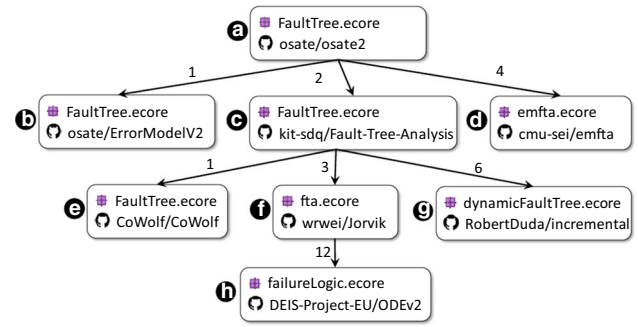 a
FaultTree.ecore
osate/osate2
1
2
4
b
FaultTree.ecore
osate/ErrorModelV2
c
FaultTree.ecore
kit-sdq/Fault-Tree-Analysis
d
emfta.ecore
cmu-sei/emfta
1
3
6
e
FaultTree.ecore
CoWolf/CoWolf
f
fta.ecore
wrwei/Jorvik
g
dynamicFaultTree.ecore
RobertDuda/incremental
12
h
failureLogic.ecore
DEIS-Project-EU/ODEv2